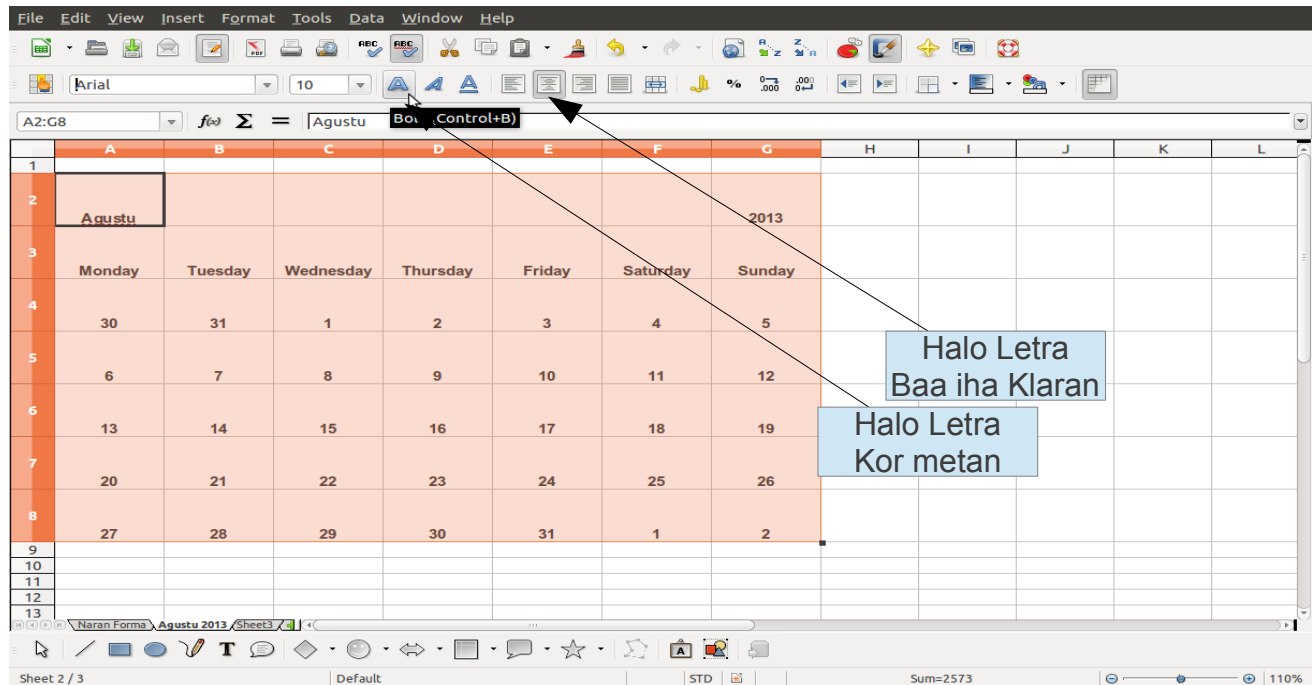 File Edit View Insert Format Tools Data Window Help
Arial 10
A2:G8 f(x) Σ = Agustu
(Control+B)
A B C D E F G H I J K L
1
2 Agustu 2013
3 Monday Tuesday Wednesday Thursday Friday Saturday Sunday
4 30 31 1 2 3 4 5
5 6 7 8 9 10 11 12
6 13 14 15 16 17 18 19
7 20 21 22 23 24 25 26
8 27 28 29 30 31 1 2
9
10
11
12
13
Halo Letra
Baa iha Klaran
Halo Letra
Kor metan
Naran Forma Agustu 2013 Sheet3
Sheet 2 / 3 Default STD Sum=2573 110%